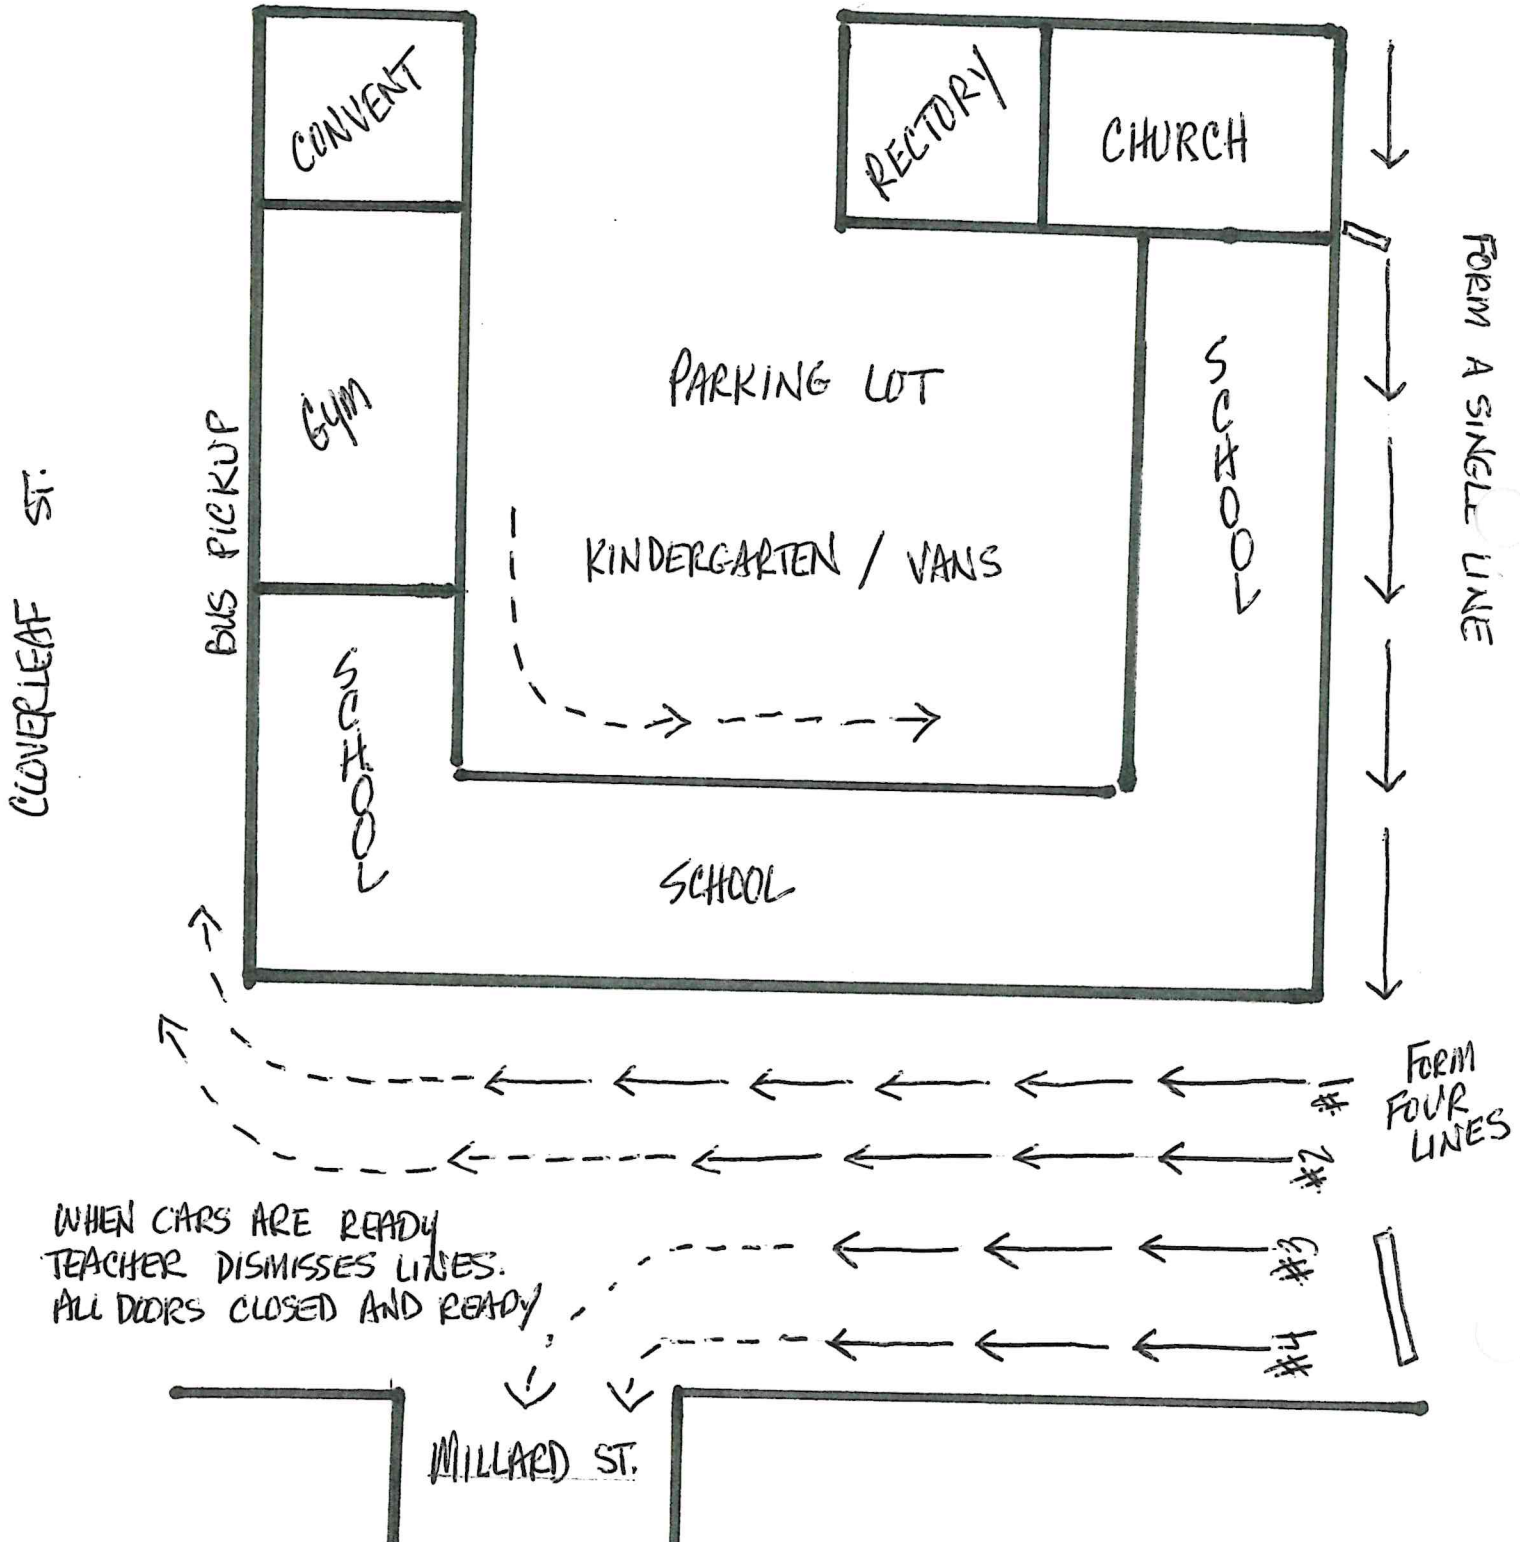 CONVENT
RECTORY
CHURCH
FORM A SINGLE LINE
PARKING LOT
SCHOOL
GYM
BUS PICKUP
CLOVERLEAF ST.
KINDERGARTEN / VANS
SCHOOL
SCHOOL
#1
FORM
FOUR
LINES
#2
WHEN CARS ARE READY
TEACHER DISMISSES LINES.
ALL DOORS CLOSED AND READY
#3
#4
MILLARD ST.